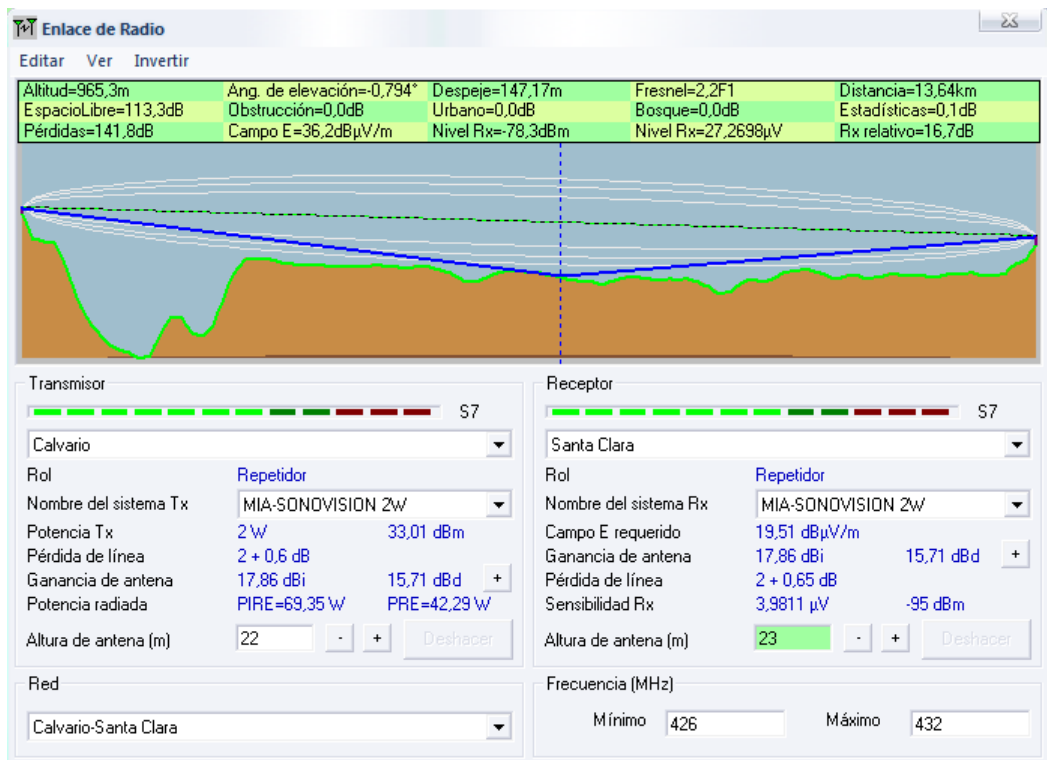 Enlace de Radio
Editar Ver Invertir
Altitud=965,3m Ang. de elevación=-0,794° Despeje=147,17m Fresnel=2,2F1 Distancia=13,64km
EspacioLibre=113,3dB Obstrucción=0,0dB Urbano=0,0dB Bosque=0,0dB Estadísticas=0,1dB
Pérdidas=141,8dB Campo E=36,2dBµV/m Nivel Rx=-78,3dBm Nivel Rx=27,2698µV Rx relativo=16,7dB
Transmisor Receptor
S7 S7
Calvario Santa Clara
Rol Repetidor Rol Repetidor
Nombre del sistema Tx MIA-SONOVISION 2W Nombre del sistema Rx MIA-SONOVISION 2W
Potencia Tx 2 W 33,01 dBm Campo E requerido 19,51 dBµV/m
Pérdida de línea 2 + 0,6 dB Ganancia de antena 17,86 dBi 15,71 dBd +
Ganancia de antena 17,86 dBi 15,71 dBd + Pérdida de línea 2 + 0,65 dB
Potencia radiada PIRE=69,35 W PRE=42,29 W Sensibilidad Rx 3,9811 µV -95 dBm
Altura de antena (m) 22 - + Deshacer Altura de antena (m) 23 - + Deshacer
Red Frecuencia (MHz)
Calvario-Santa Clara Mínimo 426 Máximo 432